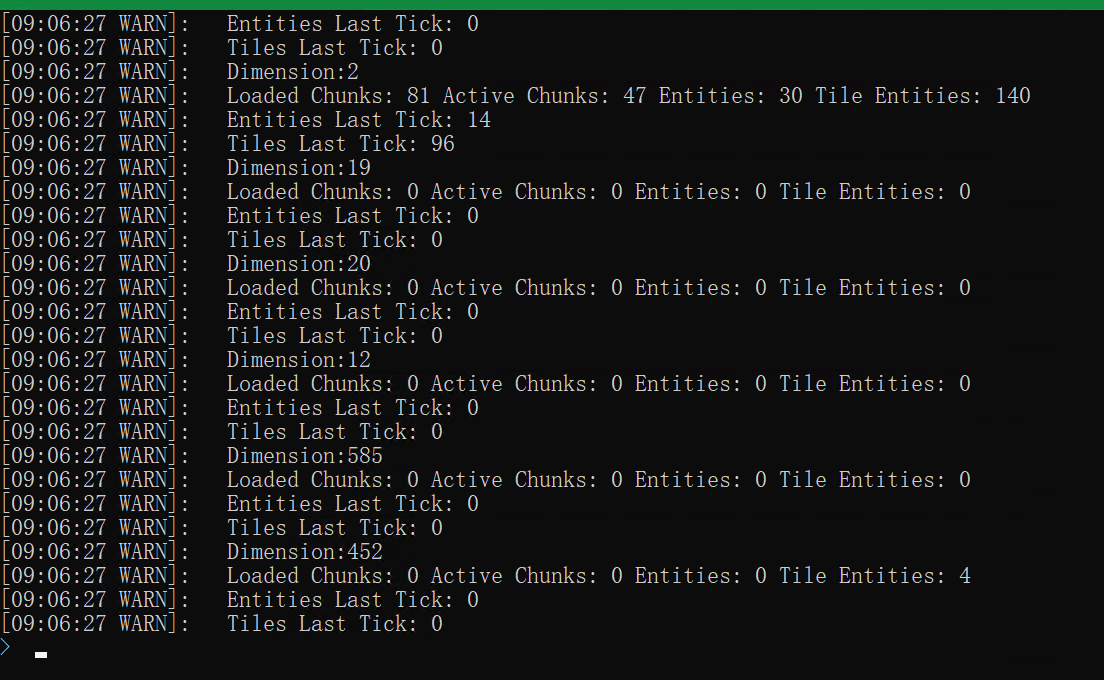 [09:06:27 WARN]:   Entities Last Tick: 0
[09:06:27 WARN]:   Tiles Last Tick: 0
[09:06:27 WARN]:   Dimension:2
[09:06:27 WARN]:   Loaded Chunks: 81 Active Chunks: 47 Entities: 30 Tile Entities: 140
[09:06:27 WARN]:   Entities Last Tick: 14
[09:06:27 WARN]:   Tiles Last Tick: 96
[09:06:27 WARN]:   Dimension:19
[09:06:27 WARN]:   Loaded Chunks: 0 Active Chunks: 0 Entities: 0 Tile Entities: 0
[09:06:27 WARN]:   Entities Last Tick: 0
[09:06:27 WARN]:   Tiles Last Tick: 0
[09:06:27 WARN]:   Dimension:20
[09:06:27 WARN]:   Loaded Chunks: 0 Active Chunks: 0 Entities: 0 Tile Entities: 0
[09:06:27 WARN]:   Entities Last Tick: 0
[09:06:27 WARN]:   Tiles Last Tick: 0
[09:06:27 WARN]:   Dimension:12
[09:06:27 WARN]:   Loaded Chunks: 0 Active Chunks: 0 Entities: 0 Tile Entities: 0
[09:06:27 WARN]:   Entities Last Tick: 0
[09:06:27 WARN]:   Tiles Last Tick: 0
[09:06:27 WARN]:   Dimension:585
[09:06:27 WARN]:   Loaded Chunks: 0 Active Chunks: 0 Entities: 0 Tile Entities: 0
[09:06:27 WARN]:   Entities Last Tick: 0
[09:06:27 WARN]:   Tiles Last Tick: 0
[09:06:27 WARN]:   Dimension:452
[09:06:27 WARN]:   Loaded Chunks: 0 Active Chunks: 0 Entities: 0 Tile Entities: 4
[09:06:27 WARN]:   Entities Last Tick: 0
[09:06:27 WARN]:   Tiles Last Tick: 0
>